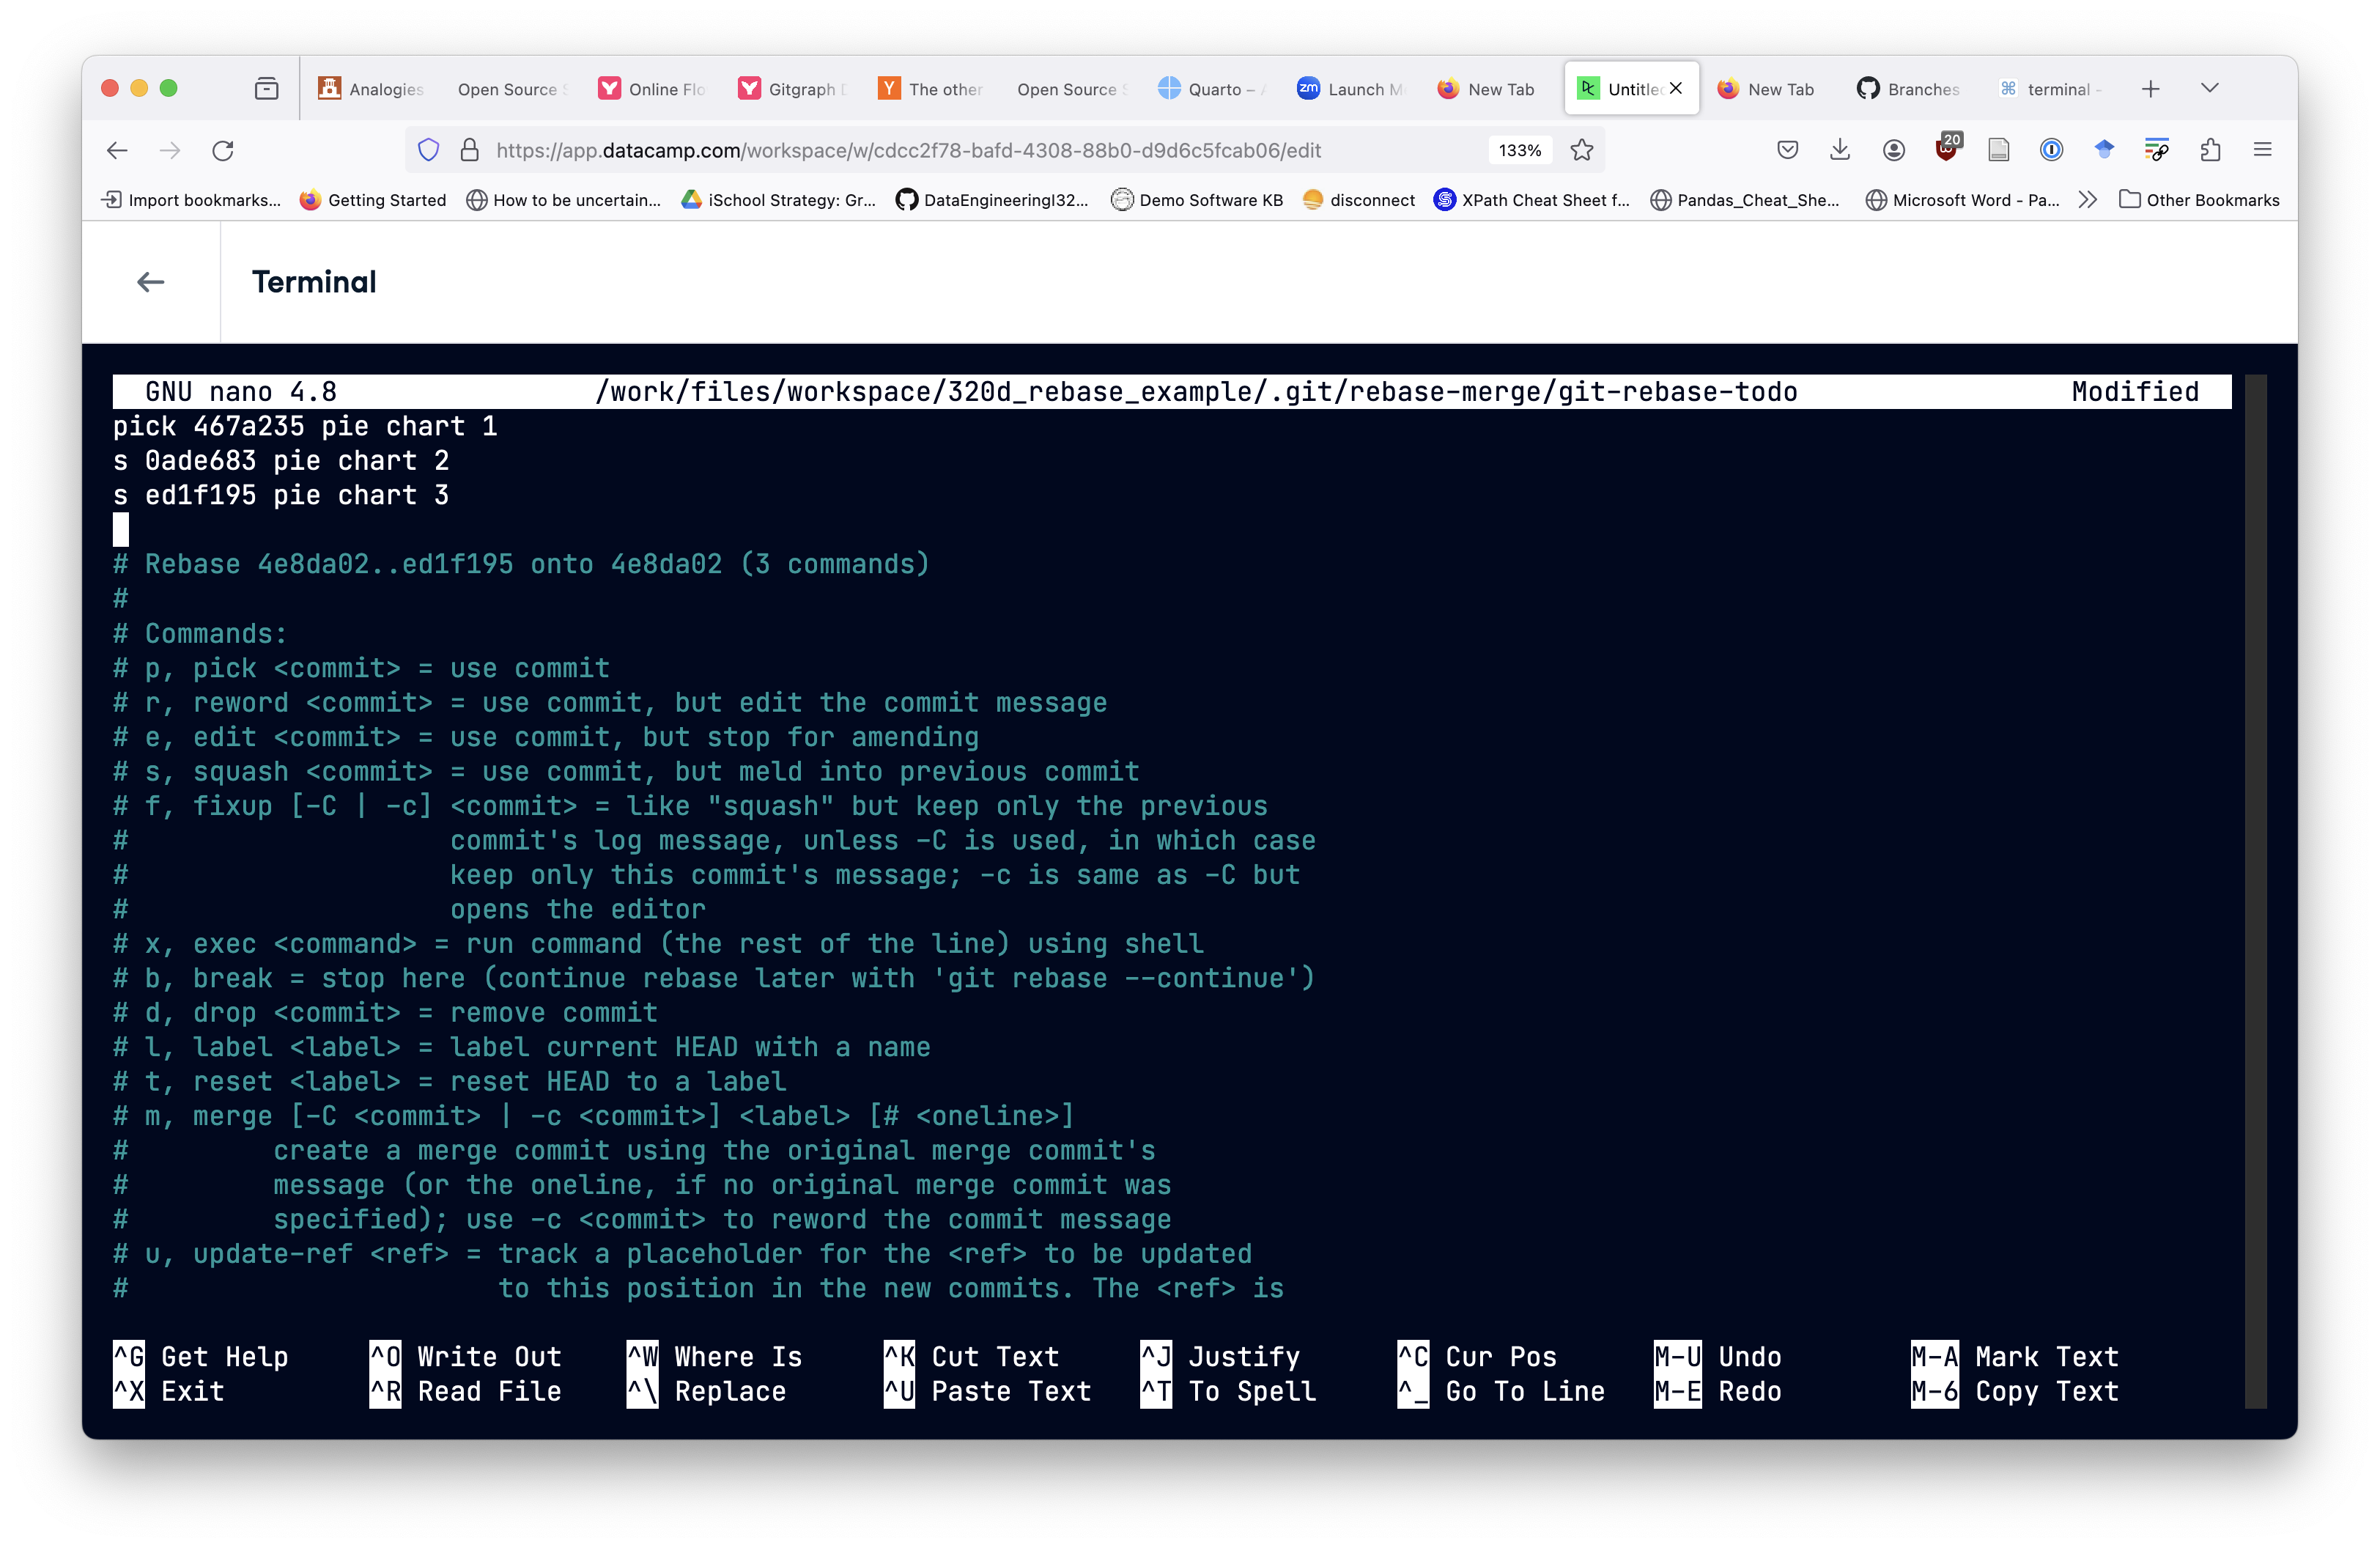 Analogies
Open Source
Online Flo
Gitgraph
The other
Open Source
Quarto –
Launch M
New Tab
Untitled
New Tab
Branches
terminal -
https://app.datacamp.com/workspace/w/cdcc2f78-bafd-4308-88b0-d9d6c5fcab06/edit
133%
20
Import bookmarks...
Getting Started
How to be uncertain...
iSchool Strategy: Gr...
DataEngineeringI32...
Demo Software KB
disconnect
XPath Cheat Sheet f...
Pandas_Cheat_She...
Microsoft Word - Pa...
Other Bookmarks
Terminal
GNU nano 4.8 /work/files/workspace/320d_rebase_example/.git/rebase-merge/git-rebase-todo Modified
pick 467a235 pie chart 1
s 0ade683 pie chart 2
s ed1f195 pie chart 3
# Rebase 4e8da02..ed1f195 onto 4e8da02 (3 commands)
#
# Commands:
# p, pick <commit> = use commit
# r, reword <commit> = use commit, but edit the commit message
# e, edit <commit> = use commit, but stop for amending
# s, squash <commit> = use commit, but meld into previous commit
# f, fixup [-C | -c] <commit> = like "squash" but keep only the previous
# commit's log message, unless -C is used, in which case
# keep only this commit's message; -c is same as -C but
# opens the editor
# x, exec <command> = run command (the rest of the line) using shell
# b, break = stop here (continue rebase later with 'git rebase --continue')
# d, drop <commit> = remove commit
# l, label <label> = label current HEAD with a name
# t, reset <label> = reset HEAD to a label
# m, merge [-C <commit> | -c <commit>] <label> [# <oneline>]
# create a merge commit using the original merge commit's
# message (or the oneline, if no original merge commit was
# specified); use -c <commit> to reword the commit message
# u, update-ref <ref> = track a placeholder for the <ref> to be updated
# to this position in the new commits. The <ref> is
^G Get Help ^O Write Out ^W Where Is ^K Cut Text ^J Justify ^C Cur Pos M-U Undo M-A Mark Text
^X Exit ^R Read File ^\ Replace ^U Paste Text ^T To Spell ^_ Go To Line M-E Redo M-6 Copy Text